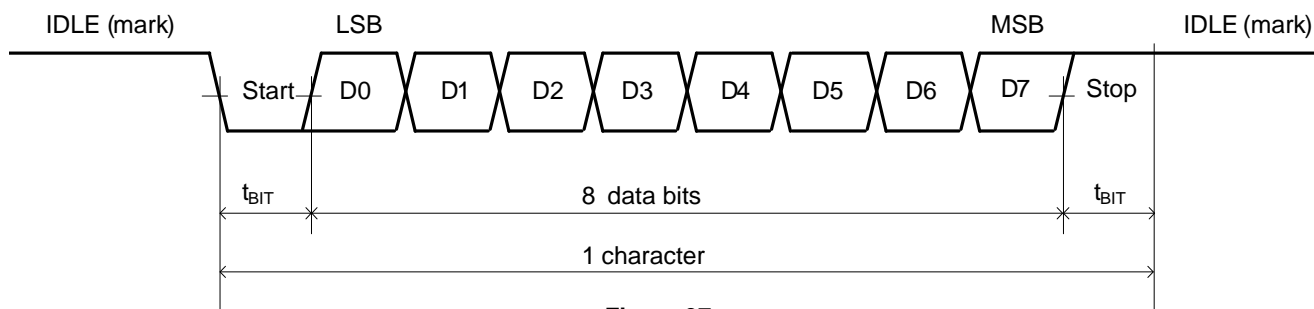 IDLE (mark) LSB MSB IDLE (mark)
Start D0 D1 D2 D3 D4 D5 D6 D7 Stop
tBIT 8 data bits tBIT
1 character